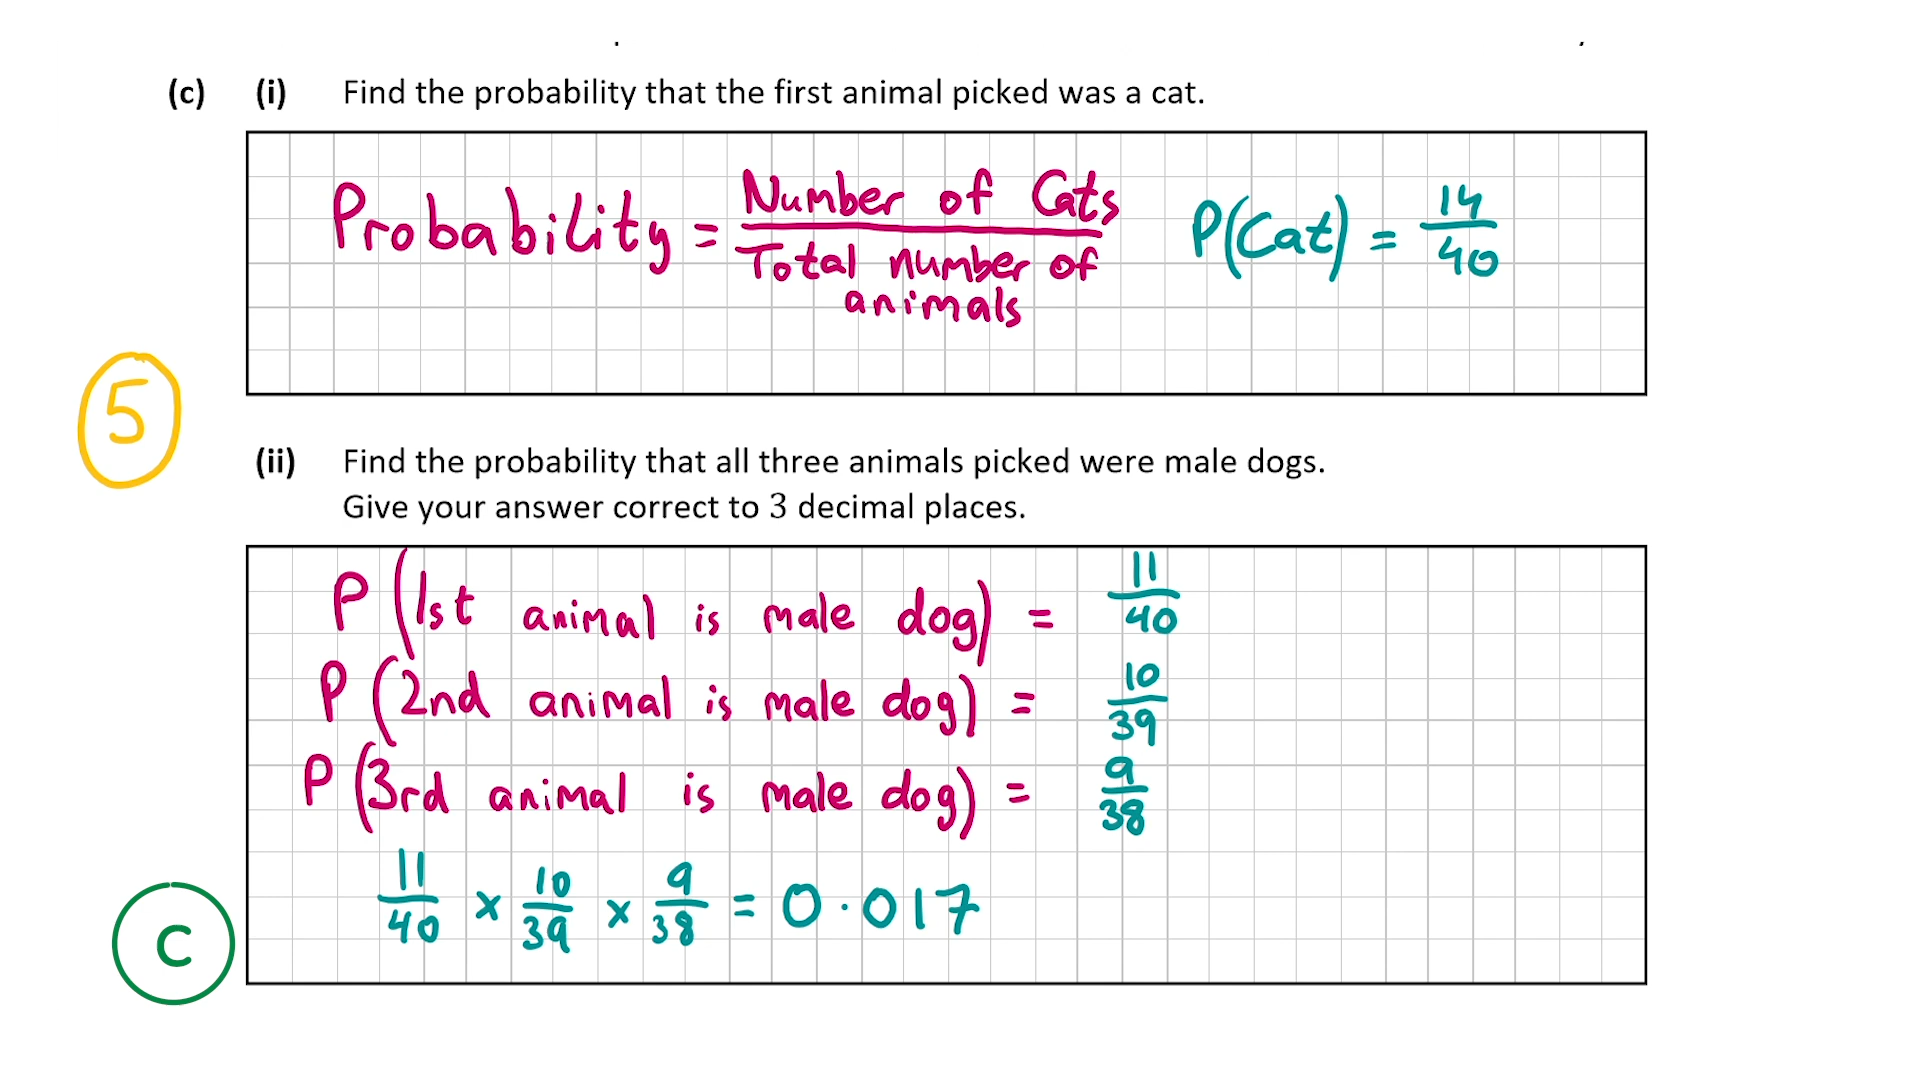 (c) (i) Find the probability that the first animal picked was a cat.
Probability = Number of Cats / Total number of animals P(Cat) = 14/40
5
(ii) Find the probability that all three animals picked were male dogs.
Give your answer correct to 3 decimal places.
P (1st animal is male dog) = 11/40
P (2nd animal is male dog) = 10/39
P (3rd animal is male dog) = 9/38
11/40 × 10/39 × 9/38 = 0.017
C